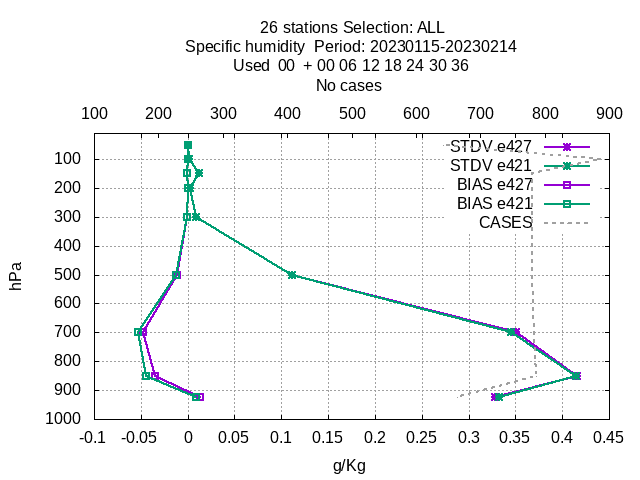 26 stations Selection: ALL
Specific humidity  Period: 20230115-20230214
Used  00  + 00 06 12 18 24 30 36
No cases
100 200 300 400 500 600 700 800 900
STDV e427
STDV e421
BIAS e427
BIAS e421
CASES
100
200
300
400
500
600
700
800
900
1000
hPa
-0.1 -0.05 0 0.05 0.1 0.15 0.2 0.25 0.3 0.35 0.4 0.45
g/Kg